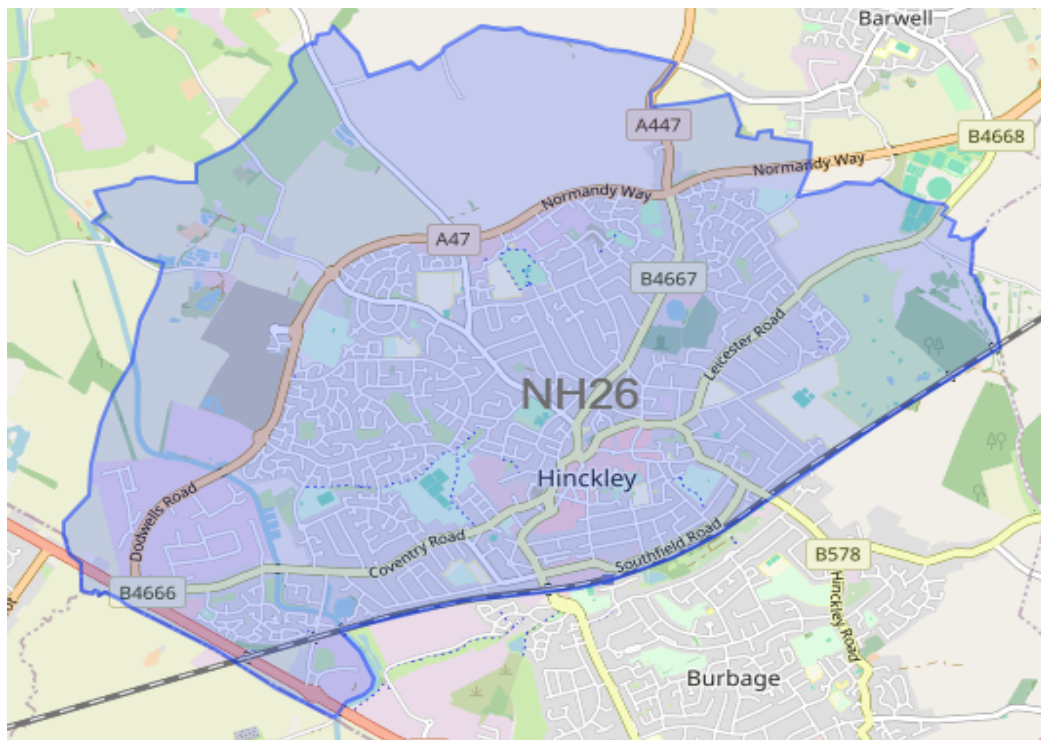 Barwell
A447
B4668
Normandy Way
Normandy Way
A47
B4667
Leicester Road
NH26
Hinckley
Dodwells Road
Coventry Road
Southfield Road
B578
B4666
Hinckley Road
Burbage